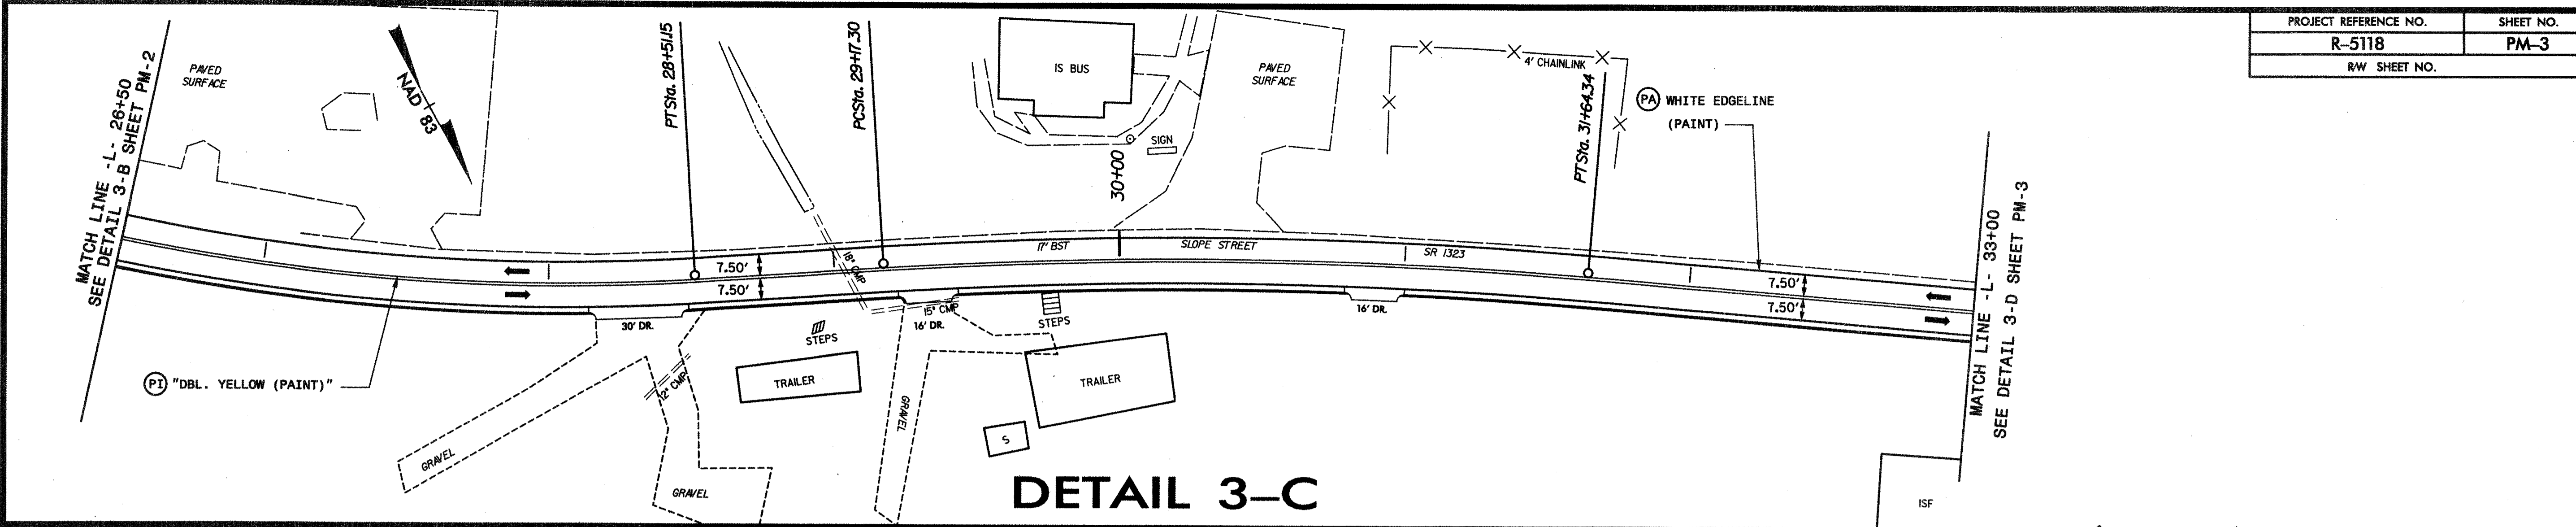 PROJECT REFERENCE NO.
SHEET NO.
R-5118
PM-3
R/W SHEET NO.
MATCH LINE -L- 26+50
SEE DETAIL 3-B SHEET PM-2
PAVED
SURFACE
NAD 83
PT Sta. 28+51.15
PC Sta. 29+17.30
IS BUS
30+00
SIGN
PAVED
SURFACE
4' CHAINLINK
PT Sta. 31+64.34
PA WHITE EDGELINE
(PAINT)
MATCH LINE -L- 33+00
SEE DETAIL 3-D SHEET PM-3
7.50'
7.50'
18" CMP
17' BST
SLOPE STREET
SR 1323
7.50'
7.50'
30' DR.
15" CMP
16' DR.
STEPS
STEPS
16' DR.
PI "DBL. YELLOW (PAINT)"
12" CMP
TRAILER
TRAILER
GRAVEL
GRAVEL
GRAVEL
S
DETAIL 3-C
ISF